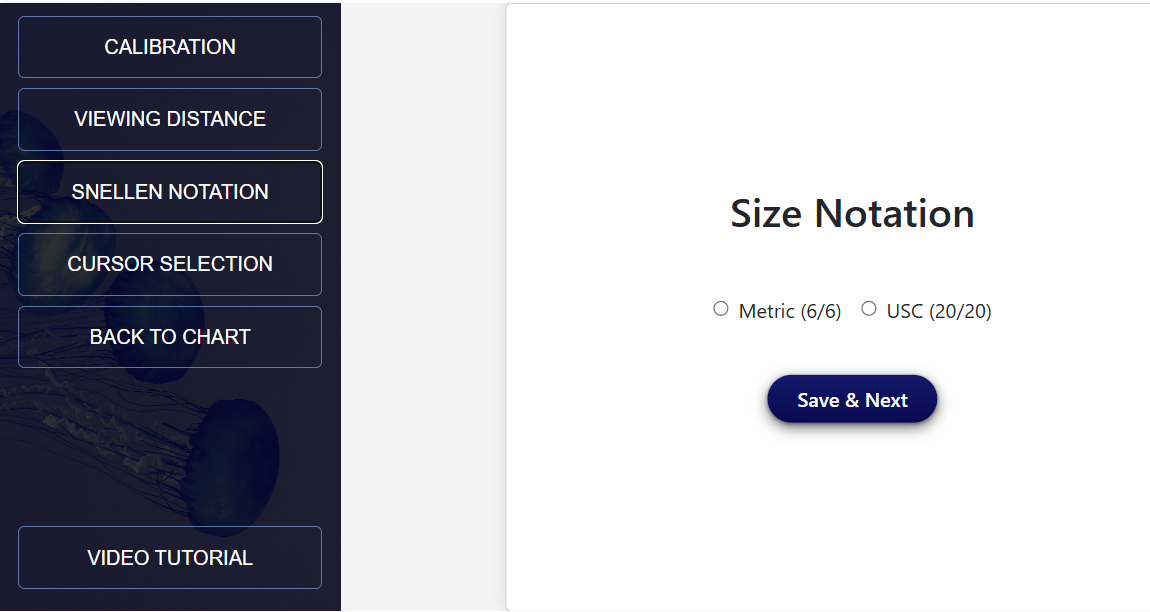 CALIBRATION
VIEWING DISTANCE
SNELLEN NOTATION
CURSOR SELECTION
BACK TO CHART
VIDEO TUTORIAL
Size Notation
Metric (6/6) USC (20/20)
Save & Next